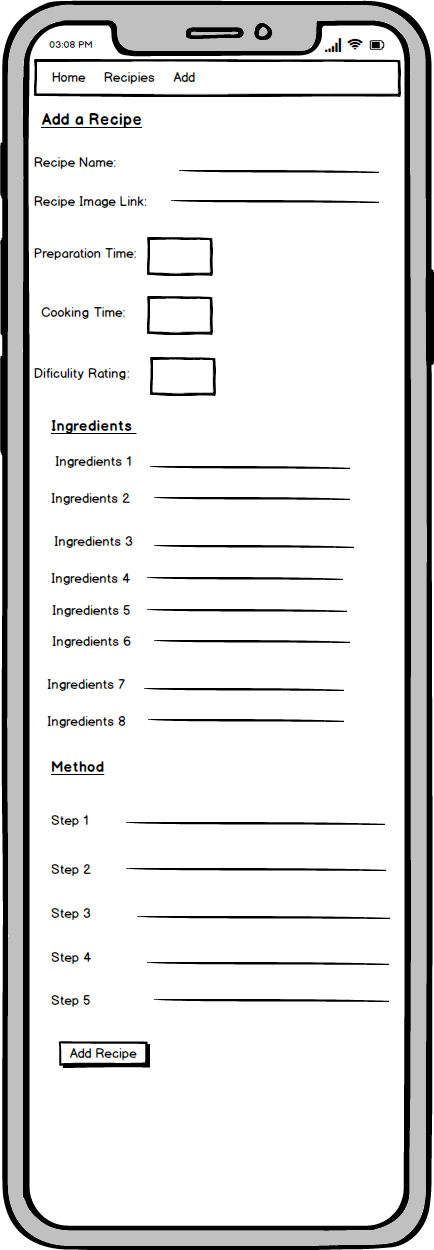 03:08 PM
Home Recipies Add
Add a Recipe
Recipe Name:
Recipe Image Link:
Preparation Time:
Cooking Time:
Dificulity Rating:
Ingredients
Ingredients 1
Ingredients 2
Ingredients 3
Ingredients 4
Ingredients 5
Ingredients 6
Ingredients 7
Ingredients 8
Method
Step 1
Step 2
Step 3
Step 4
Step 5
Add Recipe